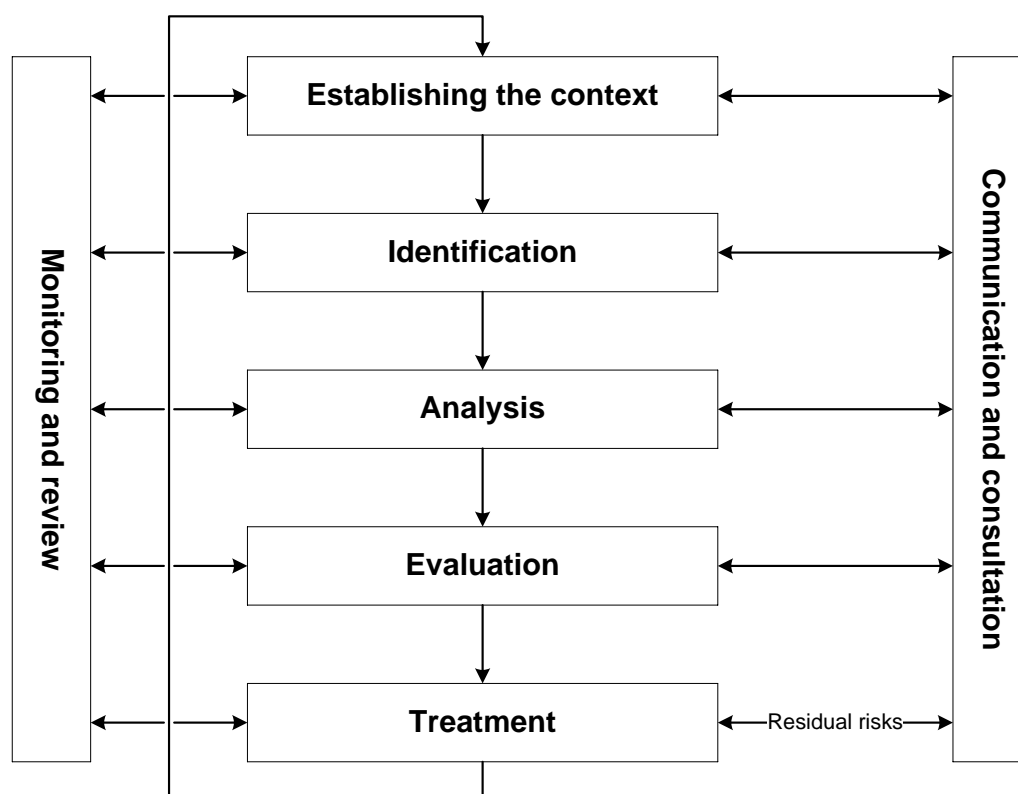 Establishing the context
Identification
Analysis
Evaluation
Treatment
Residual risks
Monitoring and review
Communication and consultation